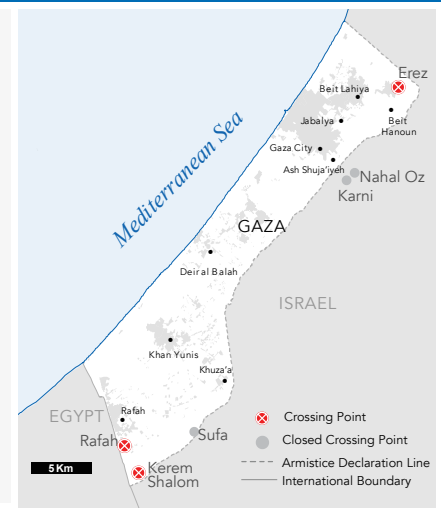 Erez
Beit Lahiya
Jabalya
Beit
Hanoun
Gaza City
Ash Shuja'iyeh
Nahal Oz
Karni
Mediterranean Sea
GAZA
Deir al Balah
ISRAEL
Khan Yunis
Khuza'a
EGYPT
Rafah
Rafah
Sufa
Kerem
Shalom
5 Km
Crossing Point
Closed Crossing Point
Armistice Declaration Line
International Boundary